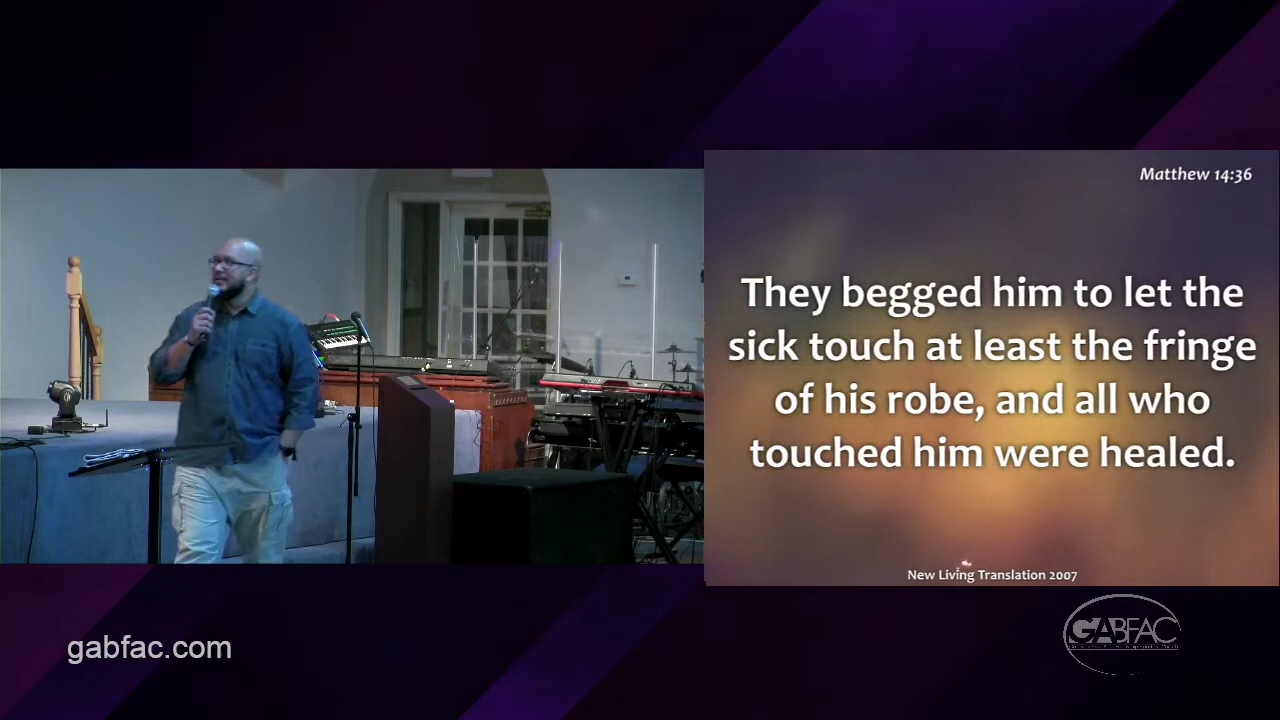 Matthew 14:36
They begged him to let the
sick touch at least the fringe
of his robe, and all who
touched him were healed.
New Living Translation 2007
gabfac.com
GABFAC